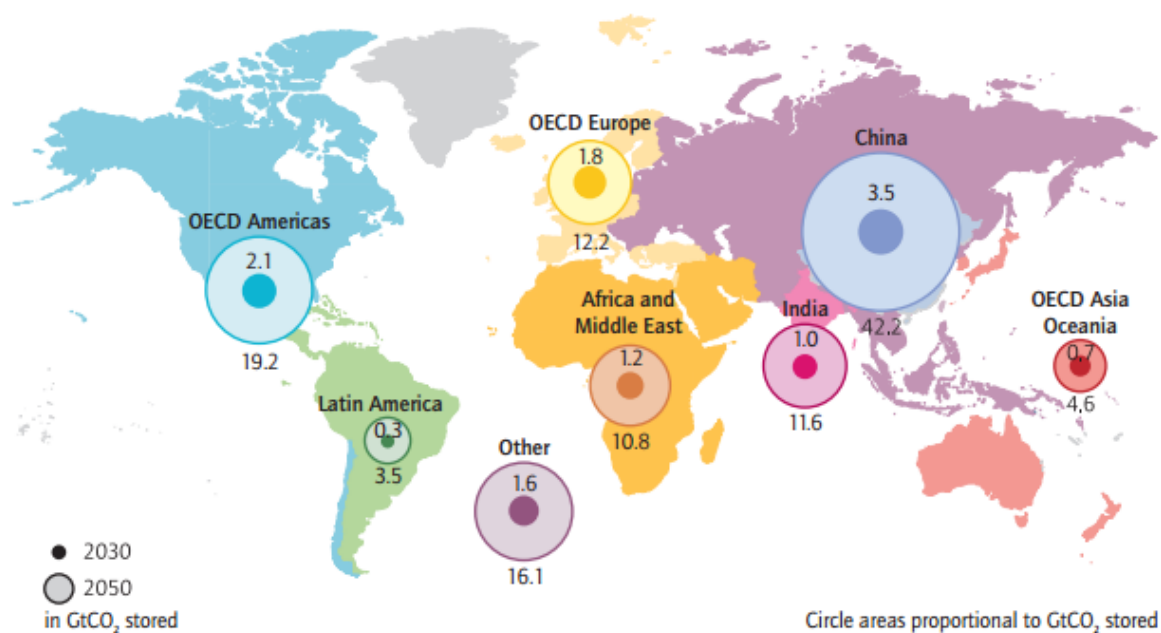 OECD Europe
1.8
12.2
China
3.5
42.2
OECD Americas
2.1
19.2
Africa and
Middle East
1.2
10.8
India
1.0
11.6
OECD Asia
Oceania
0.7
4.6
Latin America
0.3
3.5
Other
1.6
16.1
2030
2050
in GtCO₂ stored
Circle areas proportional to GtCO₂ stored